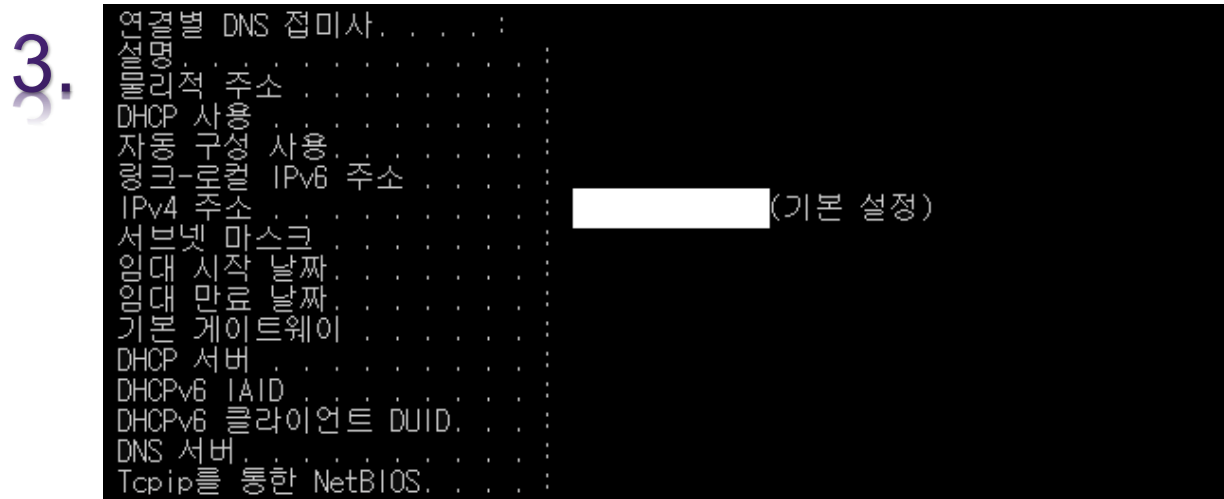 3.
연결별 DNS 접미사. . . . :
설명. . . . . . . . . . . . :
물리적 주소 . . . . . . . . :
DHCP 사용 . . . . . . . . . :
자동 구성 사용. . . . . . . :
링크-로컬 IPv6 주소 . . . . :
IPv4 주소 . . . . . . . . . : (기본 설정)
서브넷 마스크 . . . . . . . :
임대 시작 날짜. . . . . . . :
임대 만료 날짜. . . . . . . :
기본 게이트웨이 . . . . . . :
DHCP 서버 . . . . . . . . . :
DHCPv6 IAID . . . . . . . . :
DHCPv6 클라이언트 DUID. . . :
DNS 서버. . . . . . . . . . :
Tcpip를 통한 NetBIOS. . . . :